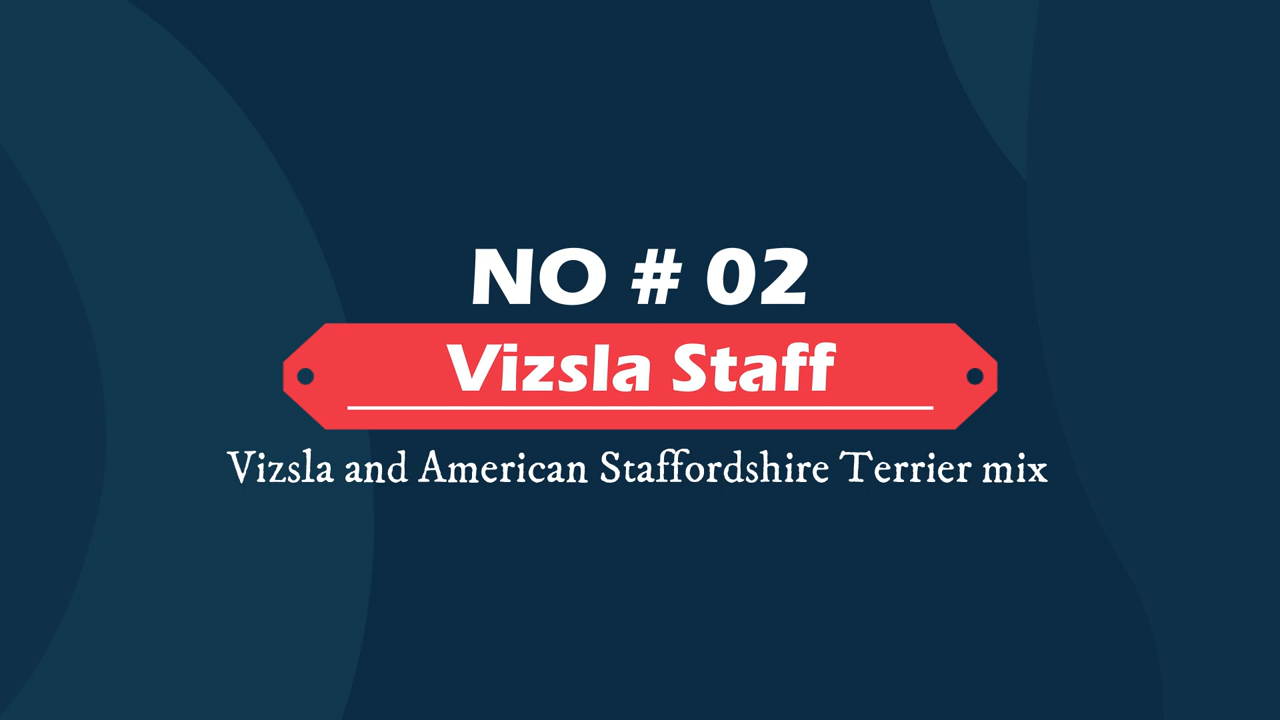 NO # 02
Vizsla Staff
Vizsla and American Staffordshire Terrier mix